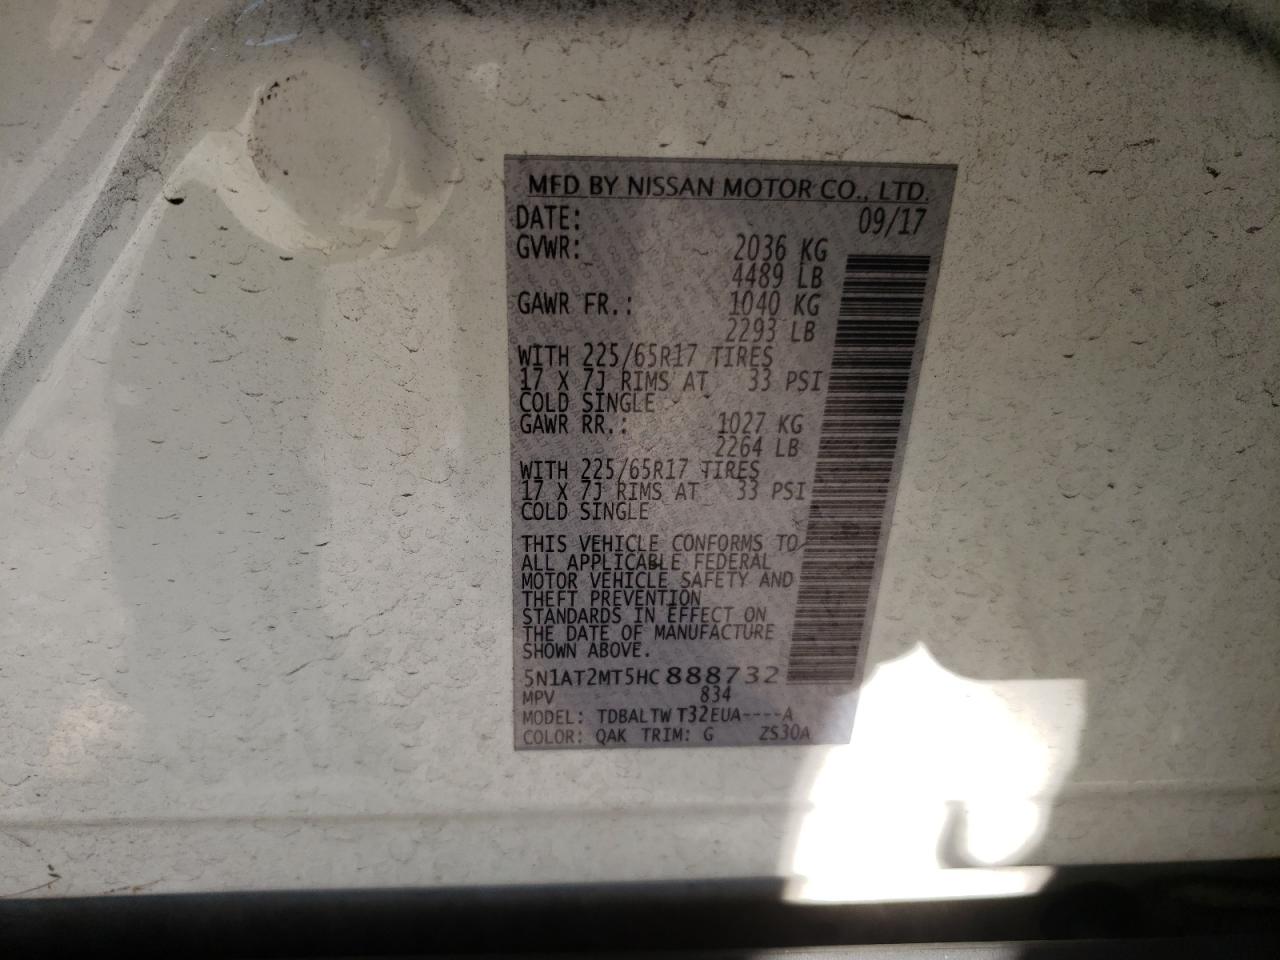 MFD BY NISSAN MOTOR CO., LTD.
DATE: 09/17
GVWR: 2036 KG
4489 LB
GAWR FR.: 1040 KG
2293 LB
WITH 225/65R17 TIRES
17 X 7J RIMS AT 33 PSI
COLD SINGLE
GAWR RR.: 1027 KG
2264 LB
WITH 225/65R17 TIRES
17 X 7J RIMS AT 33 PSI
COLD SINGLE
THIS VEHICLE CONFORMS TO
ALL APPLICABLE FEDERAL
MOTOR VEHICLE SAFETY AND
THEFT PREVENTION
STANDARDS IN EFFECT ON
THE DATE OF MANUFACTURE
SHOWN ABOVE.
5N1AT2MT5HC888732
MPV 834
MODEL: TDBALTWT32EUA----A
COLOR: QAK TRIM: G ZS30A